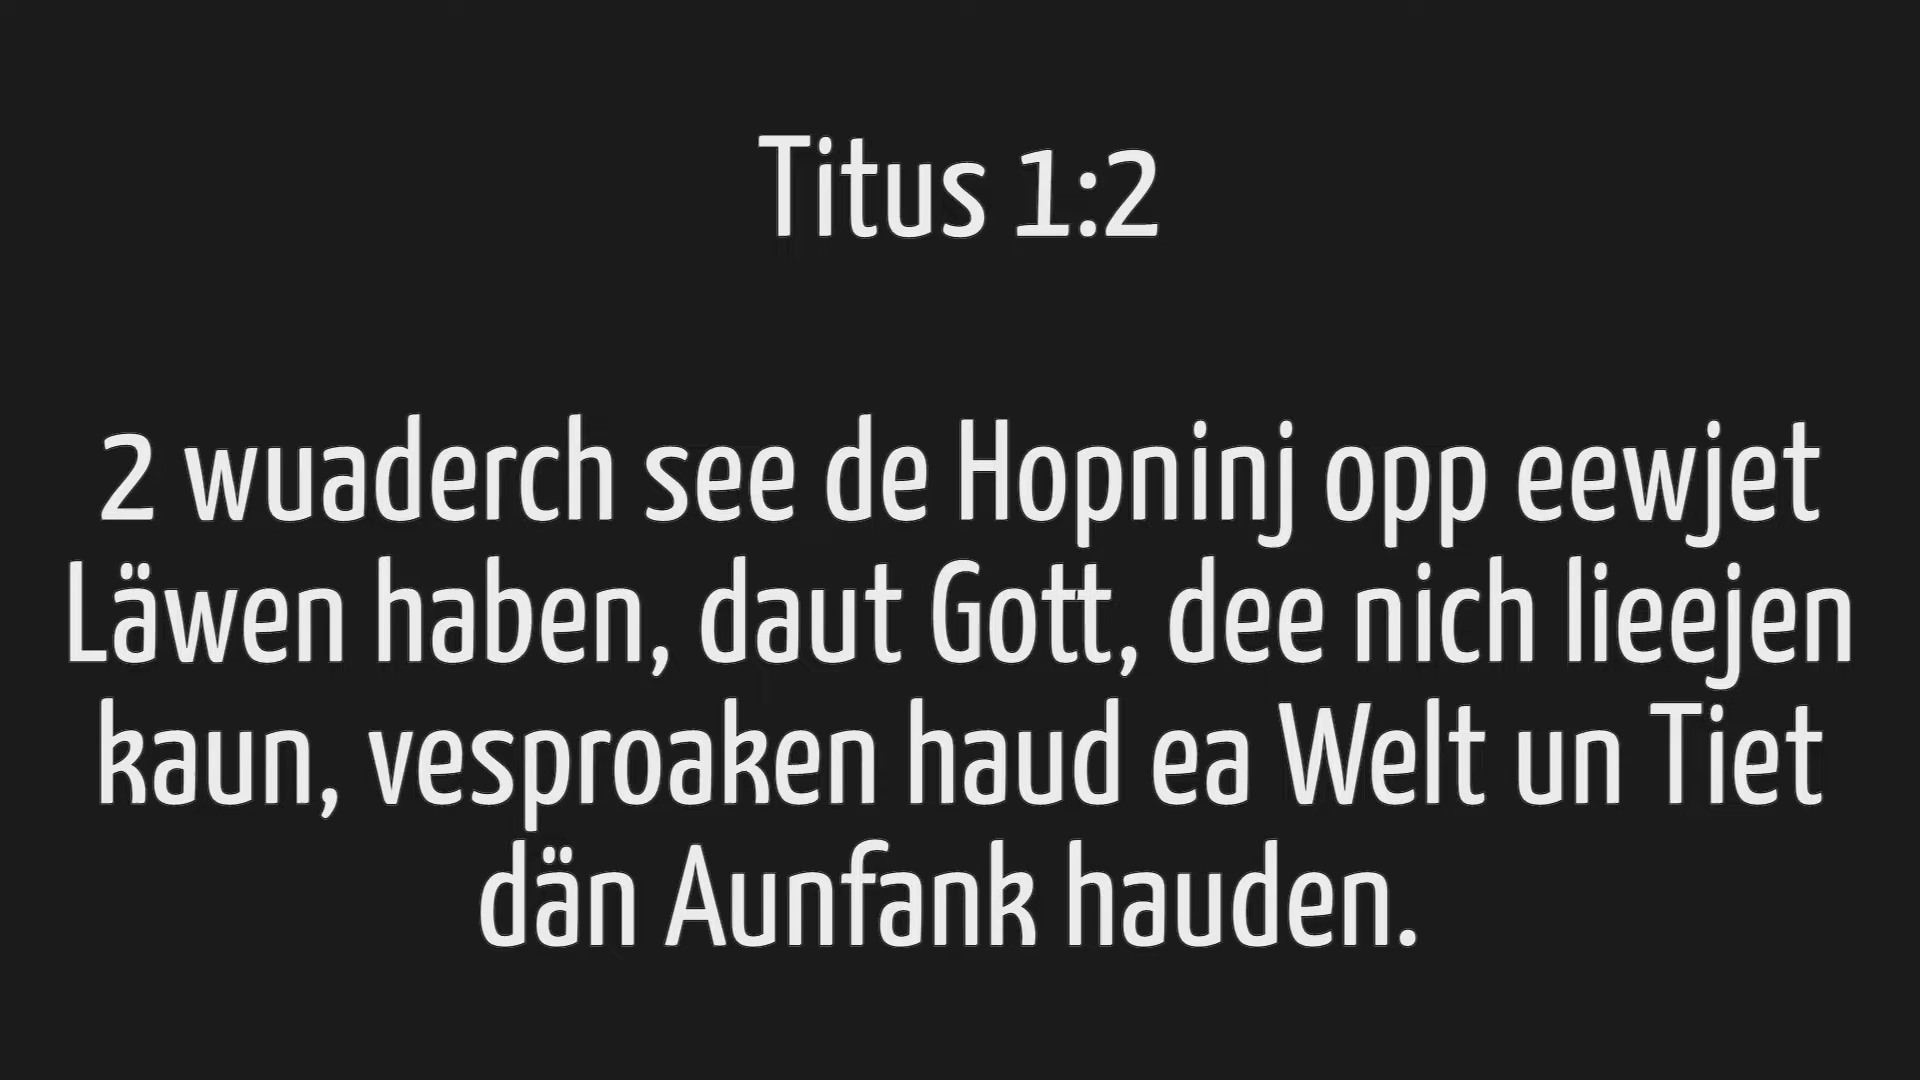 Titus 1:2
2 wuaderch see de Hopninj opp eewjet
Läwen haben, daut Gott, dee nich lieejen
kaun, vesproaken haud ea Welt un Tiet
dän Aunfank hauden.